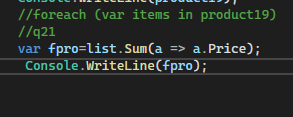 Console.WriteLine(product19);
//foreach (var items in product19)
//q21
var fpro=list.Sum(a => a.Price);
Console.WriteLine(fpro);